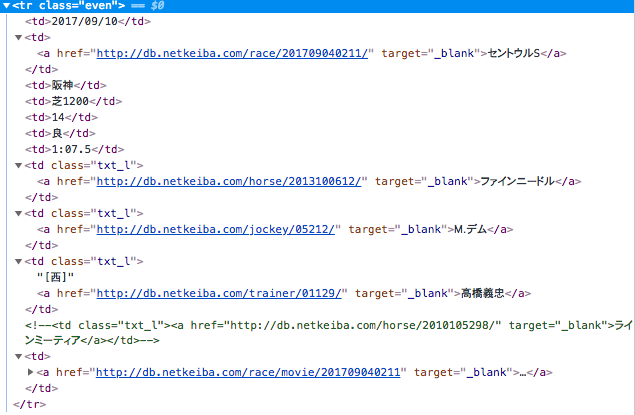 ▼<tr class="even"> == $0
<td>2017/09/10</td>
▼<td>
<a href="http://db.netkeiba.com/race/201709040211/" target="_blank">セントウルS</a>
</td>
<td>阪神</td>
<td>芝1200</td>
<td>14</td>
<td>良</td>
<td>1:07.5</td>
▼<td class="txt_l">
<a href="http://db.netkeiba.com/horse/2013100612/" target="_blank">ファインニードル</a>
</td>
▼<td class="txt_l">
<a href="http://db.netkeiba.com/jockey/05212/" target="_blank">M.デム</a>
</td>
▼<td class="txt_l">
"[西]"
<a href="http://db.netkeiba.com/trainer/01129/" target="_blank">高橋義忠</a>
</td>
<!--<td class="txt_l"><a href="http://db.netkeiba.com/horse/2010105298/" target="_blank">ラ
インミーティア</a></td>-->
▼<td>
▶<a href="http://db.netkeiba.com/race/movie/201709040211" target="_blank">…</a>
</td>
</tr>